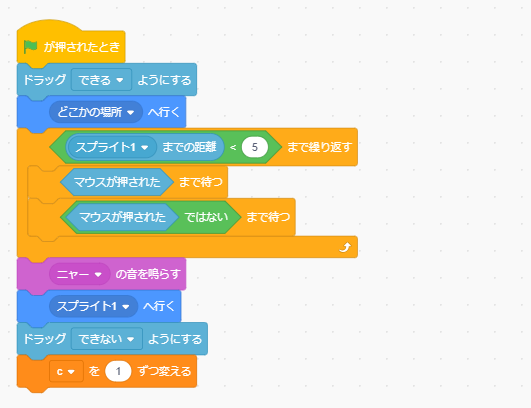 が押されたとき
ドラッグ できる ようにする
どこかの場所 へ行く
スプライト1 までの距離 < 5 まで繰り返す
マウスが押された まで待つ
マウスが押された ではない まで待つ
ニャー の音を鳴らす
スプライト1 へ行く
ドラッグ できない ようにする
c を 1 ずつ変える